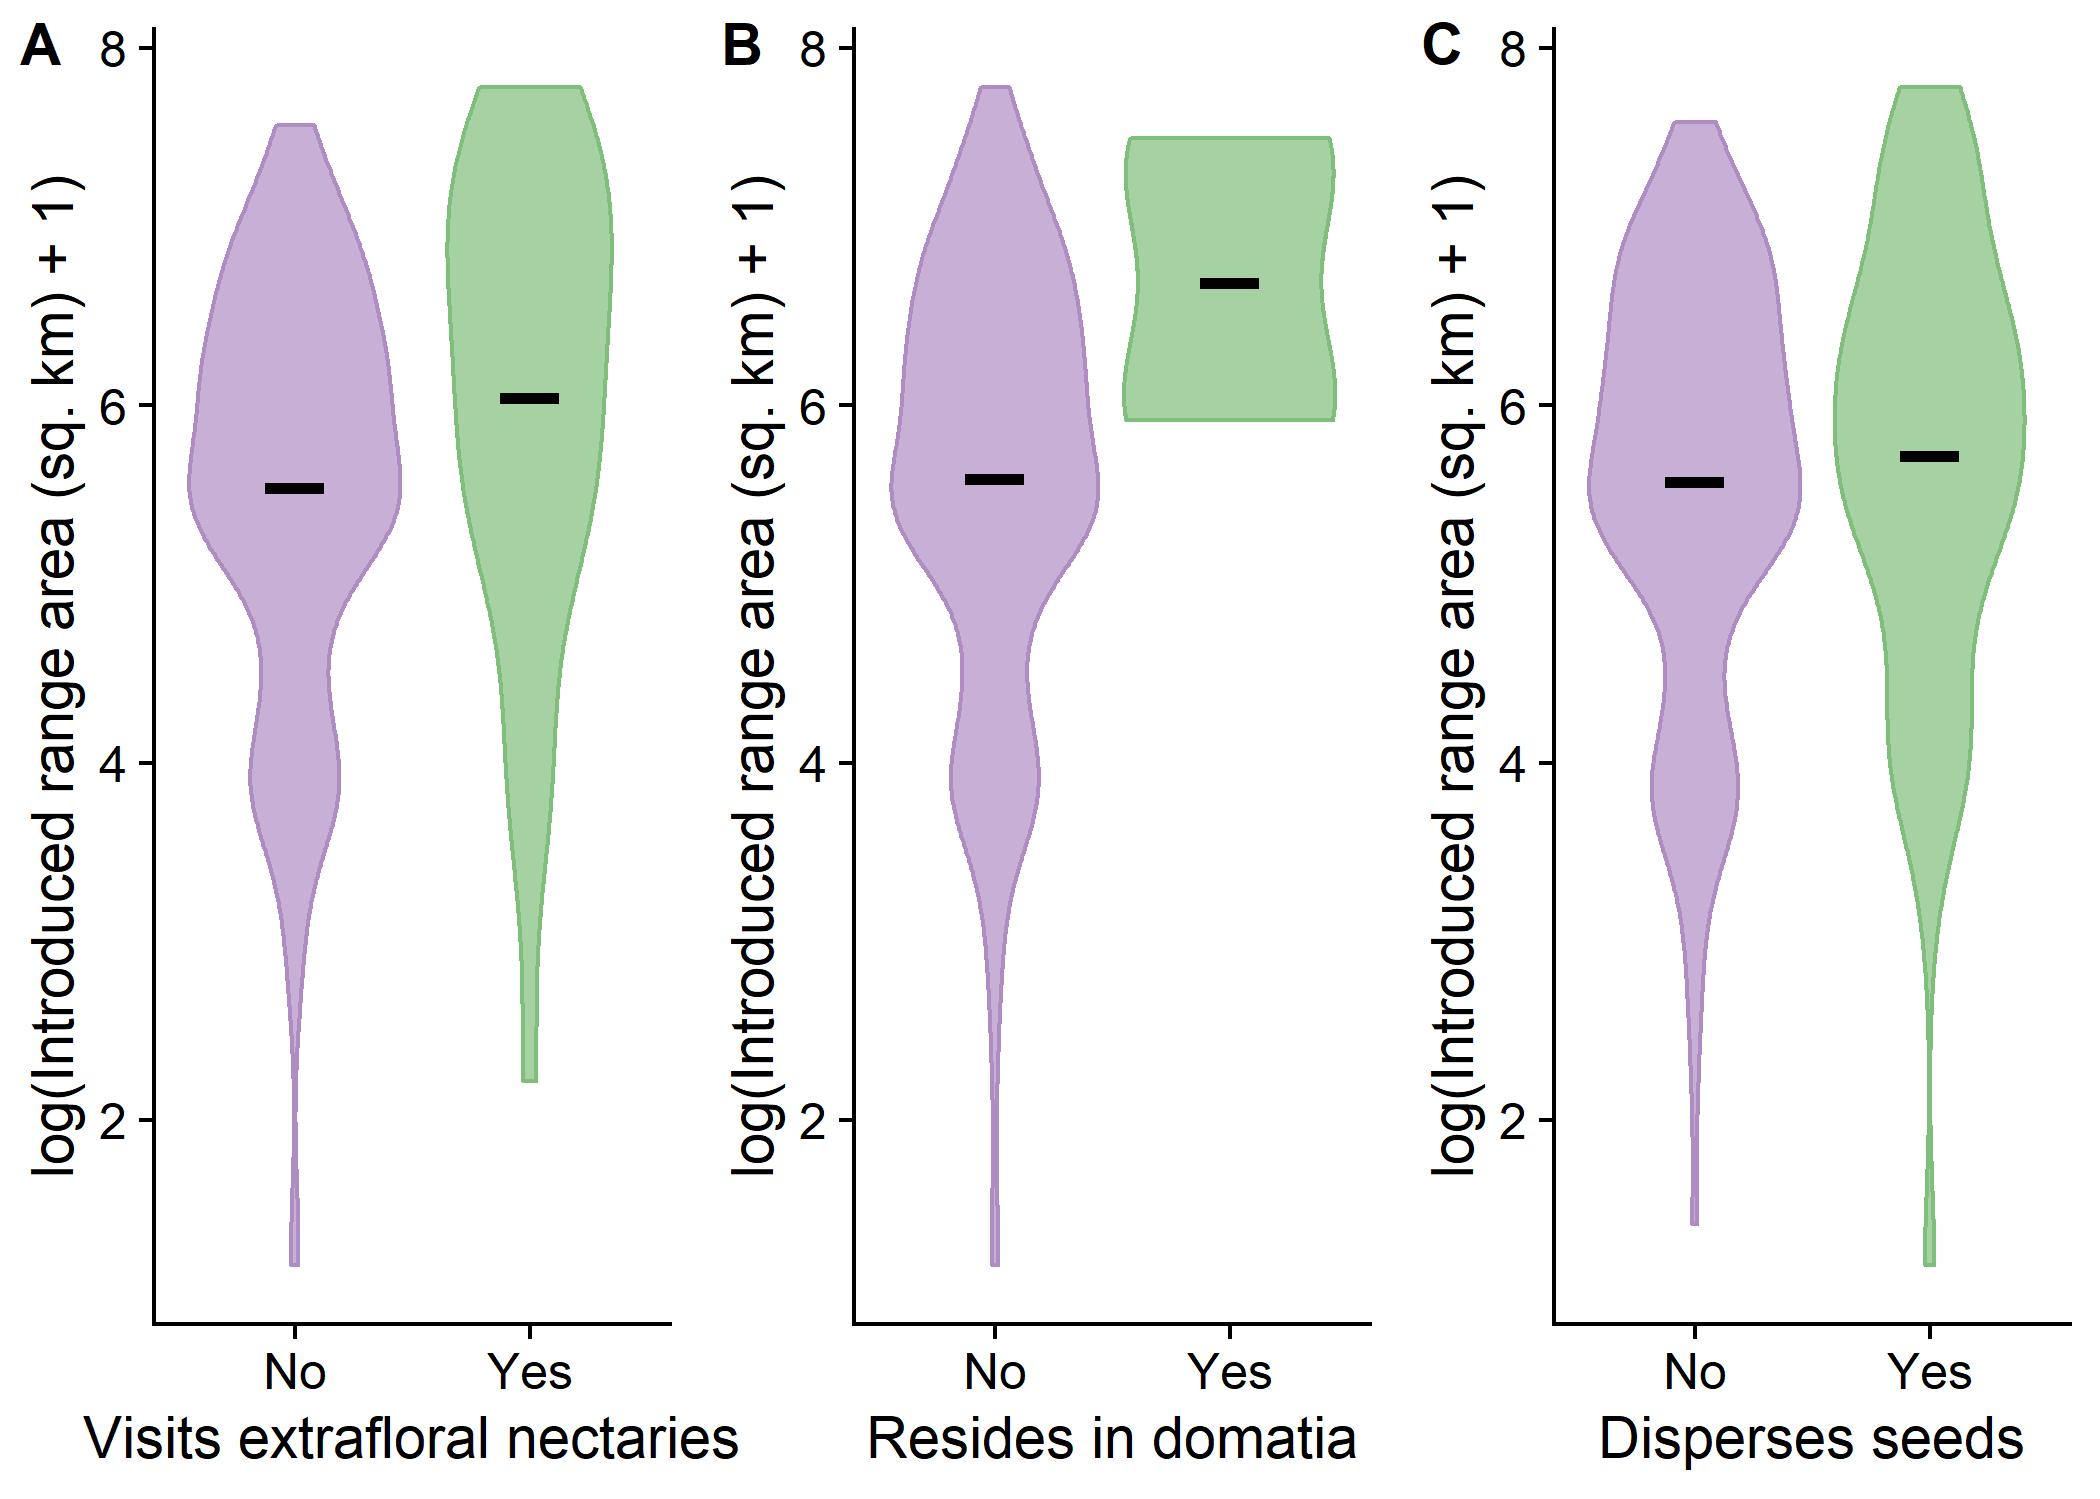 A
8
6
4
2
log(Introduced range area (sq. km) + 1)
No
Yes
Visits extrafloral nectaries
B
8
6
4
2
log(Introduced range area (sq. km) + 1)
No
Yes
Resides in domatia
C
8
6
4
2
log(Introduced range area (sq. km) + 1)
No
Yes
Disperses seeds